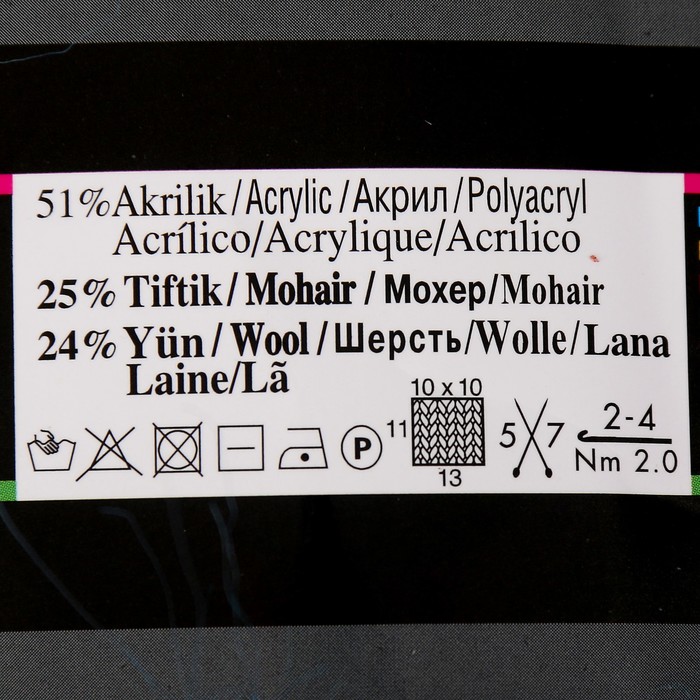 51% Akrilik / Acrylic / Акрил / Polyacryl
Acrílico/Acrylique/Acrilico
25% Tiftik / Mohair / Мохер/Mohair
24% Yün / Wool / Шерсть/Wolle/Lana
Laine/Lã
10 x 10
11
13
P
5 7
2-4
Nm 2.0